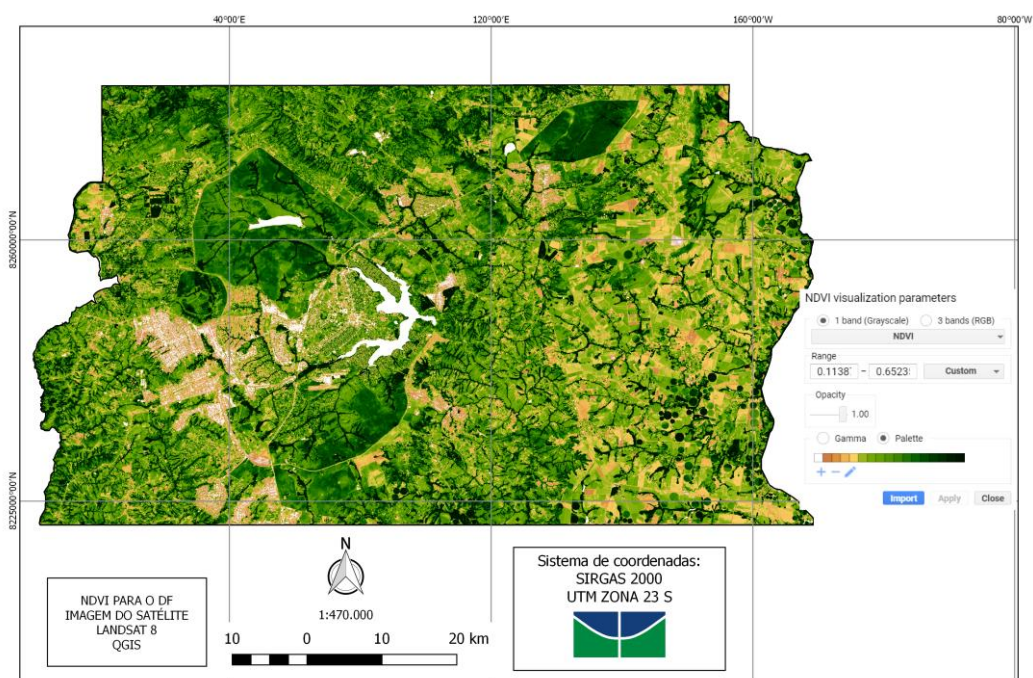 40°00'E
120°00'E
160°00'W
80°00'W
8260000°00'N
8225000°00'N
NDVI visualization parameters
1 band (Grayscale)
3 bands (RGB)
NDVI
Range
0.1138
–
0.6523
Custom
Opacity
1.00
Gamma
Palette
Import
Apply
Close
NDVI PARA O DF
IMAGEM DO SATÉLITE
LANDSAT 8
QGIS
N
1:470.000
10 0 10 20 km
Sistema de coordenadas:
SIRGAS 2000
UTM ZONA 23 S